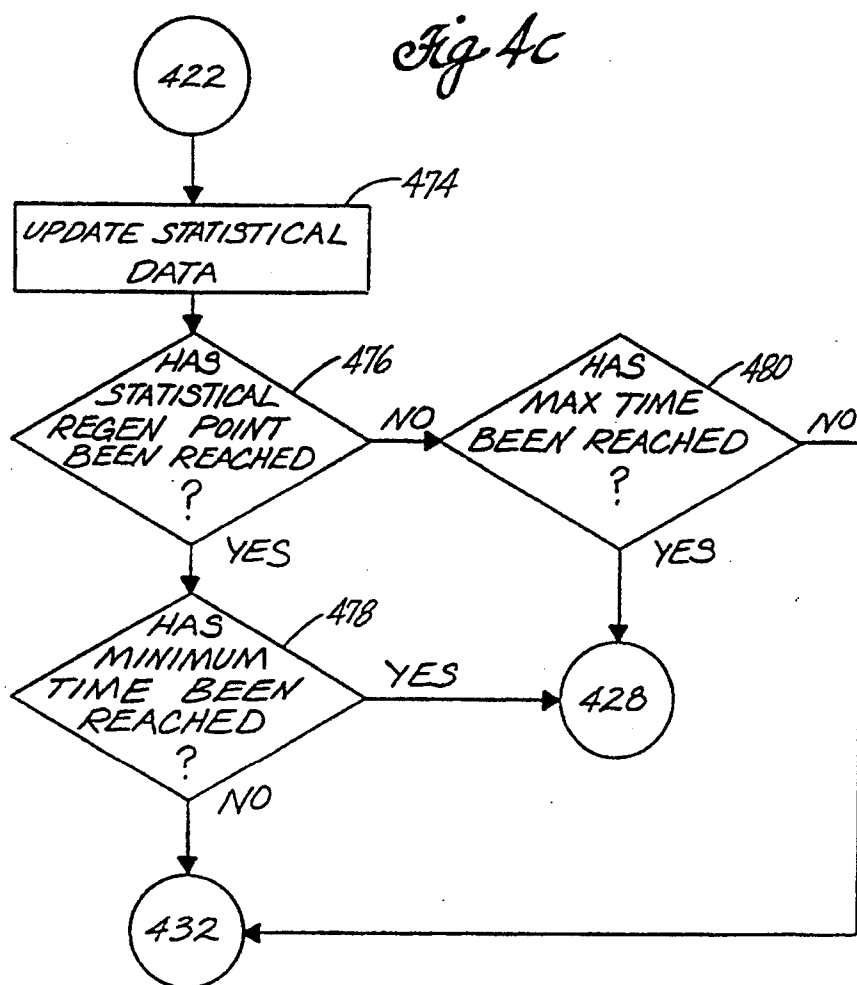 Fig 4c
422
474
UPDATE STATISTICAL
DATA
HAS
STATISTICAL
REGEN POINT
BEEN REACHED
?
476
NO
HAS
MAX TIME
BEEN REACHED
?
480
NO
YES
YES
HAS
MINIMUM
TIME BEEN
REACHED
?
478
YES
428
NO
432